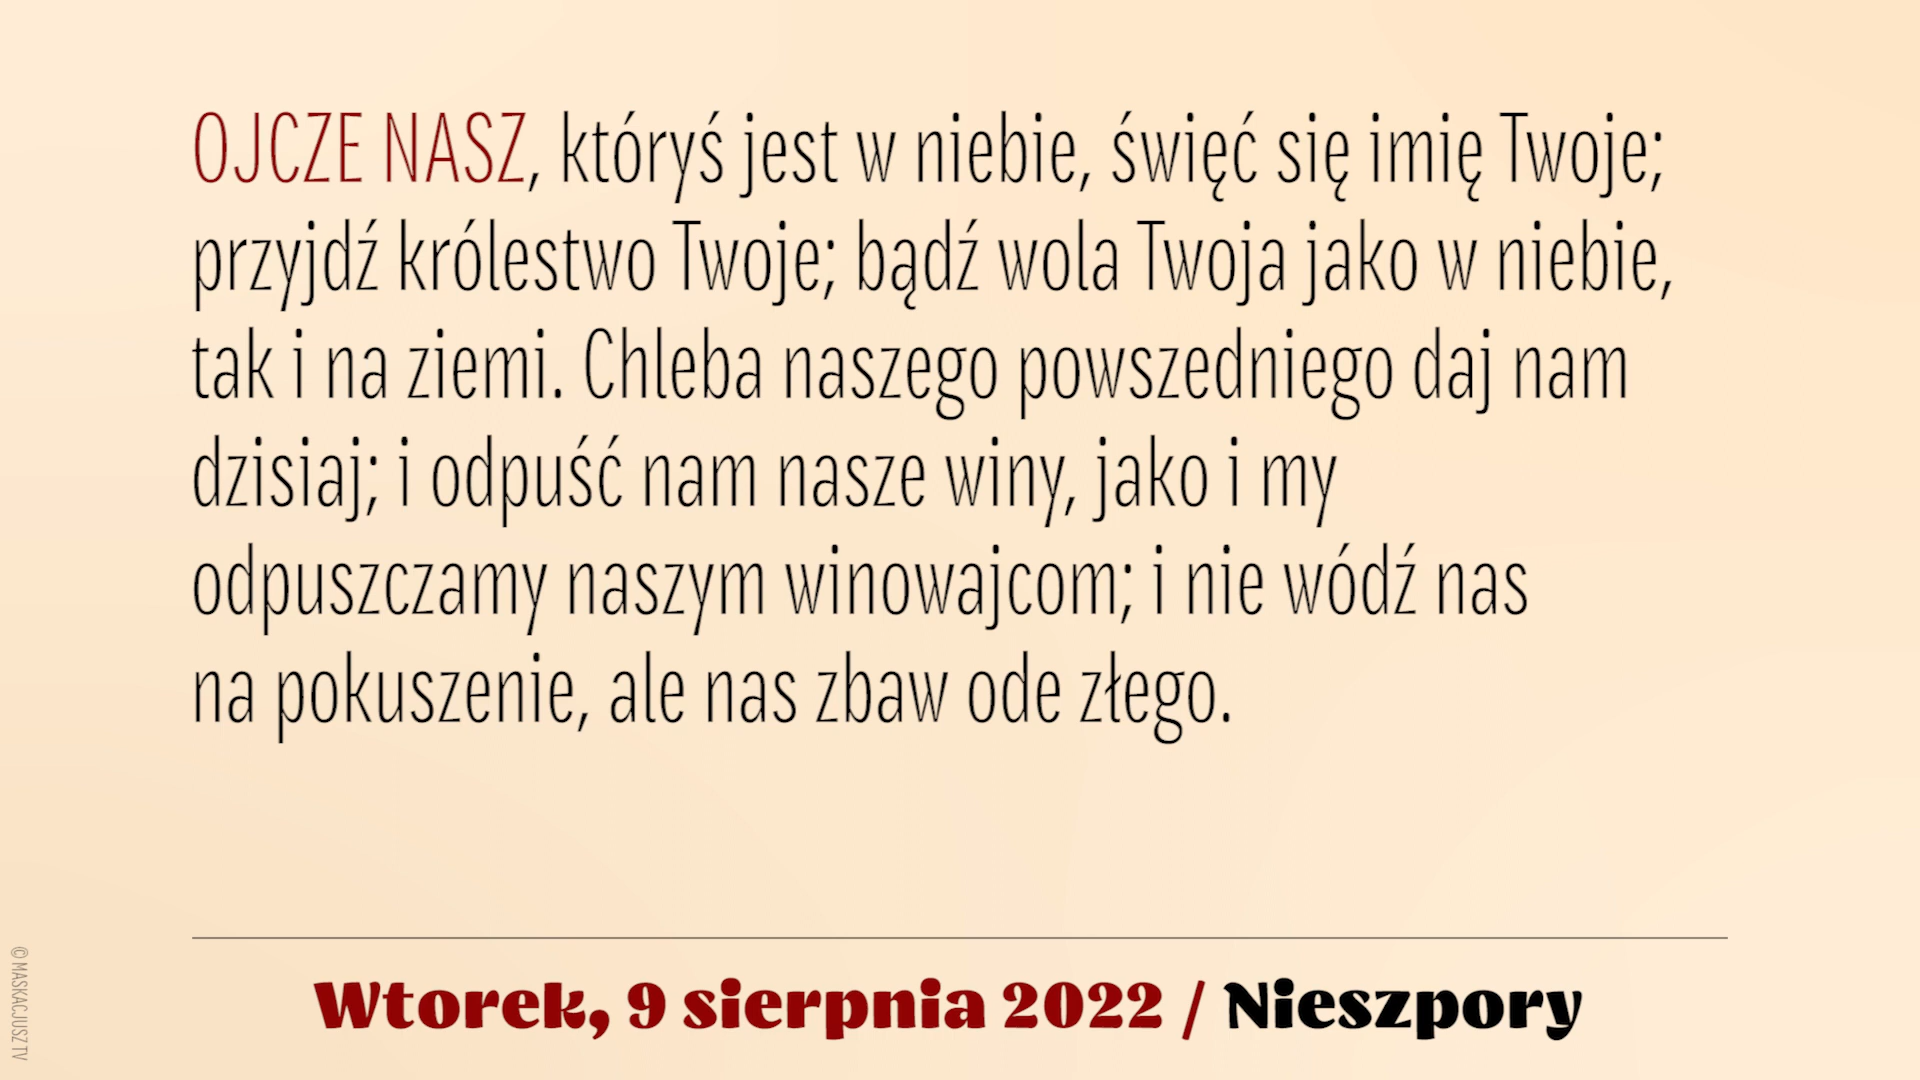 OJCZE NASZ, któryś jest w niebie, święć się imię Twoje;
przyjdź królestwo Twoje; bądź wola Twoja jako w niebie,
tak i na ziemi. Chleba naszego powszedniego daj nam
dzisiaj; i odpuść nam nasze winy, jako i my
odpuszczamy naszym winowajcom; i nie wódź nas
na pokuszenie, ale nas zbaw ode złego.
Wtorek, 9 sierpnia 2022 / Nieszpory
© MASKACJUSZ TV